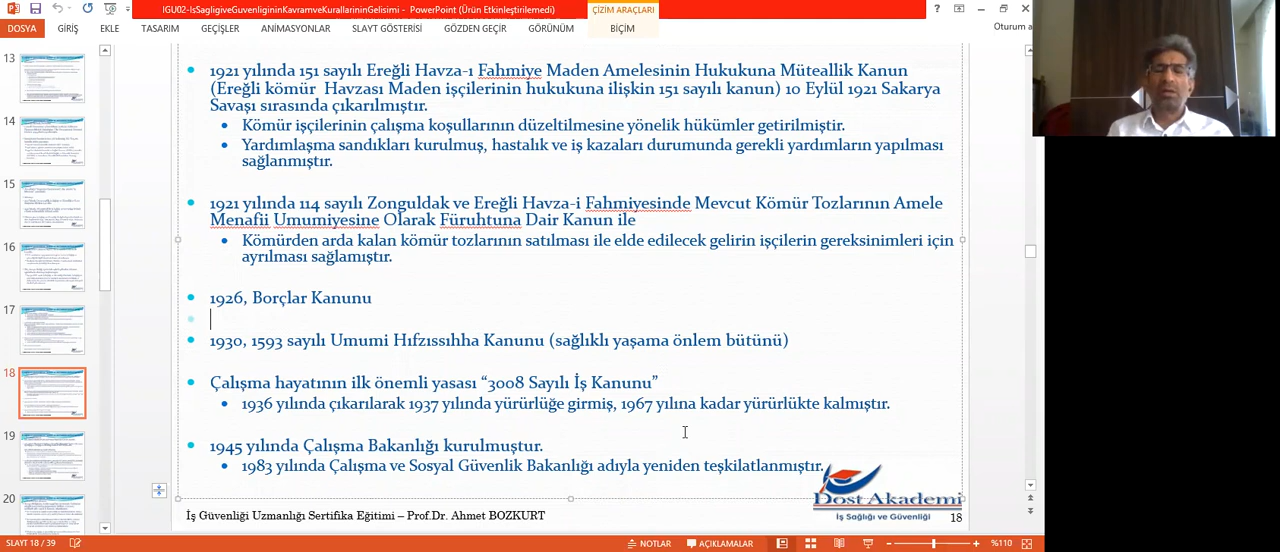 IGU02-IsSagligiveGuvenligininKavramveKurallarininGelisimi - PowerPoint (Ürün Etkinleştirilemedi)
ÇİZİM ARAÇLARI
DOSYA GİRİŞ EKLE TASARIM GEÇİŞLER ANİMASYONLAR SLAYT GÖSTERİSİ GÖZDEN GEÇİR GÖRÜNÜM BİÇİM
Oturum a
1921 yılında 151 sayılı Ereğli Havza-ı Fahmiye Maden Amelesinin Hukukuna Müteallik Kanun
(Ereğli kömür Havzası Maden işçilerinin hukukuna ilişkin 151 sayılı kanun) 10 Eylül 1921 Sakarya
Savaşı sırasında çıkarılmıştır.
Kömür işçilerinin çalışma koşullarının düzeltilmesine yönelik hükümler getirilmiştir.
Yardımlaşma sandıkları kurulması, hastalık ve iş kazaları durumunda gerekli yardımların yapılması
sağlanmıştır.
1921 yılında 114 sayılı Zonguldak ve Ereğli Havza-i Fahmiyesinde Mevcut Kömür Tozlarının Amele
Menafii Umumiyesine Olarak Füruhtuna Dair Kanun ile
Kömürden arda kalan kömür tozlarının satılması ile elde edilecek gelirin işçilerin gereksinimleri için
ayrılması sağlamıştır.
1926, Borçlar Kanunu
1930, 1593 sayılı Umumi Hıfzıssıhha Kanunu (sağlıklı yaşama önlem bütünü)
Çalışma hayatının ilk önemli yasası “3008 Sayılı İş Kanunu”
1936 yılında çıkarılarak 1937 yılında yürürlüğe girmiş, 1967 yılına kadar yürürlükte kalmıştır.
1945 yılında Çalışma Bakanlığı kurulmuştur.
1983 yılında Çalışma ve Sosyal Güvenlik Bakanlığı adıyla yeniden teşkilatlanmıştır.
Dost Akademi
İş Sağlığı ve Güvenliği
İş Güvenliği Uzmanlık Sertifika Eğitimi – Prof.Dr. Ahmet BOZKURT
18
13
14
15
16
17
18
19
20
SLAYT 18 / 39
NOTLAR
AÇIKLAMALAR
%110